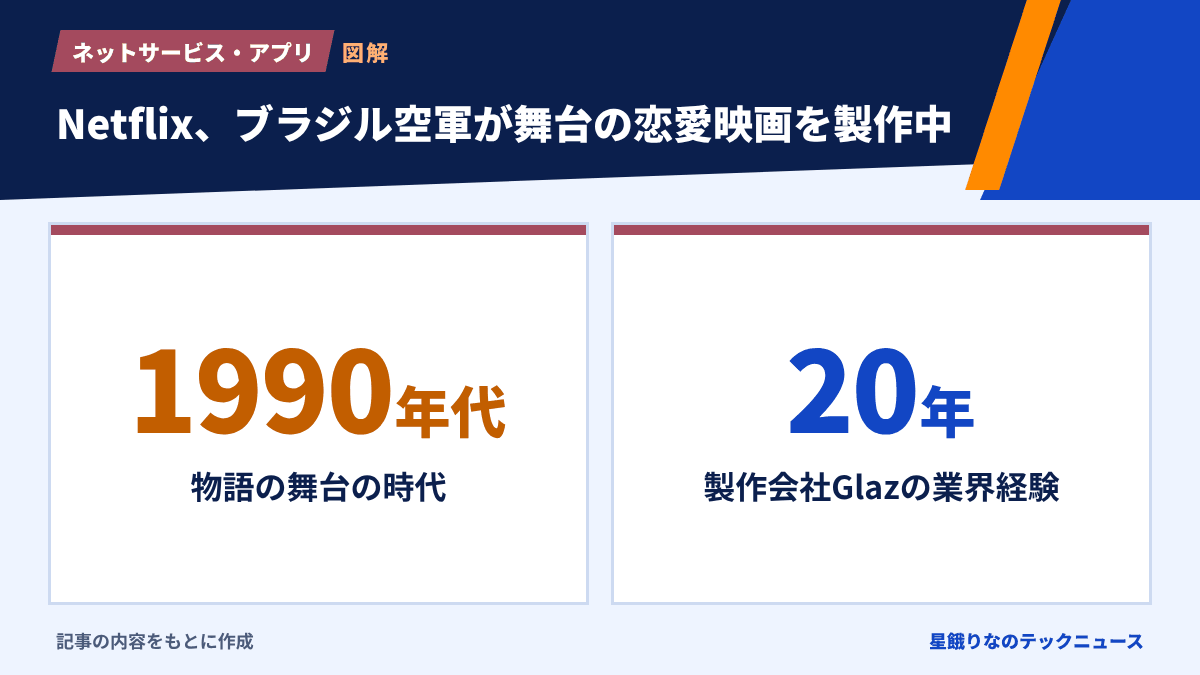 ネットサービス・アプリ 図解
Netflix、ブラジル空軍が舞台の恋愛映画を製作中
1990年代
物語の舞台の時代
20年
製作会社Glazの業界経験
記事の内容をもとに作成
星餓りなのテックニュース